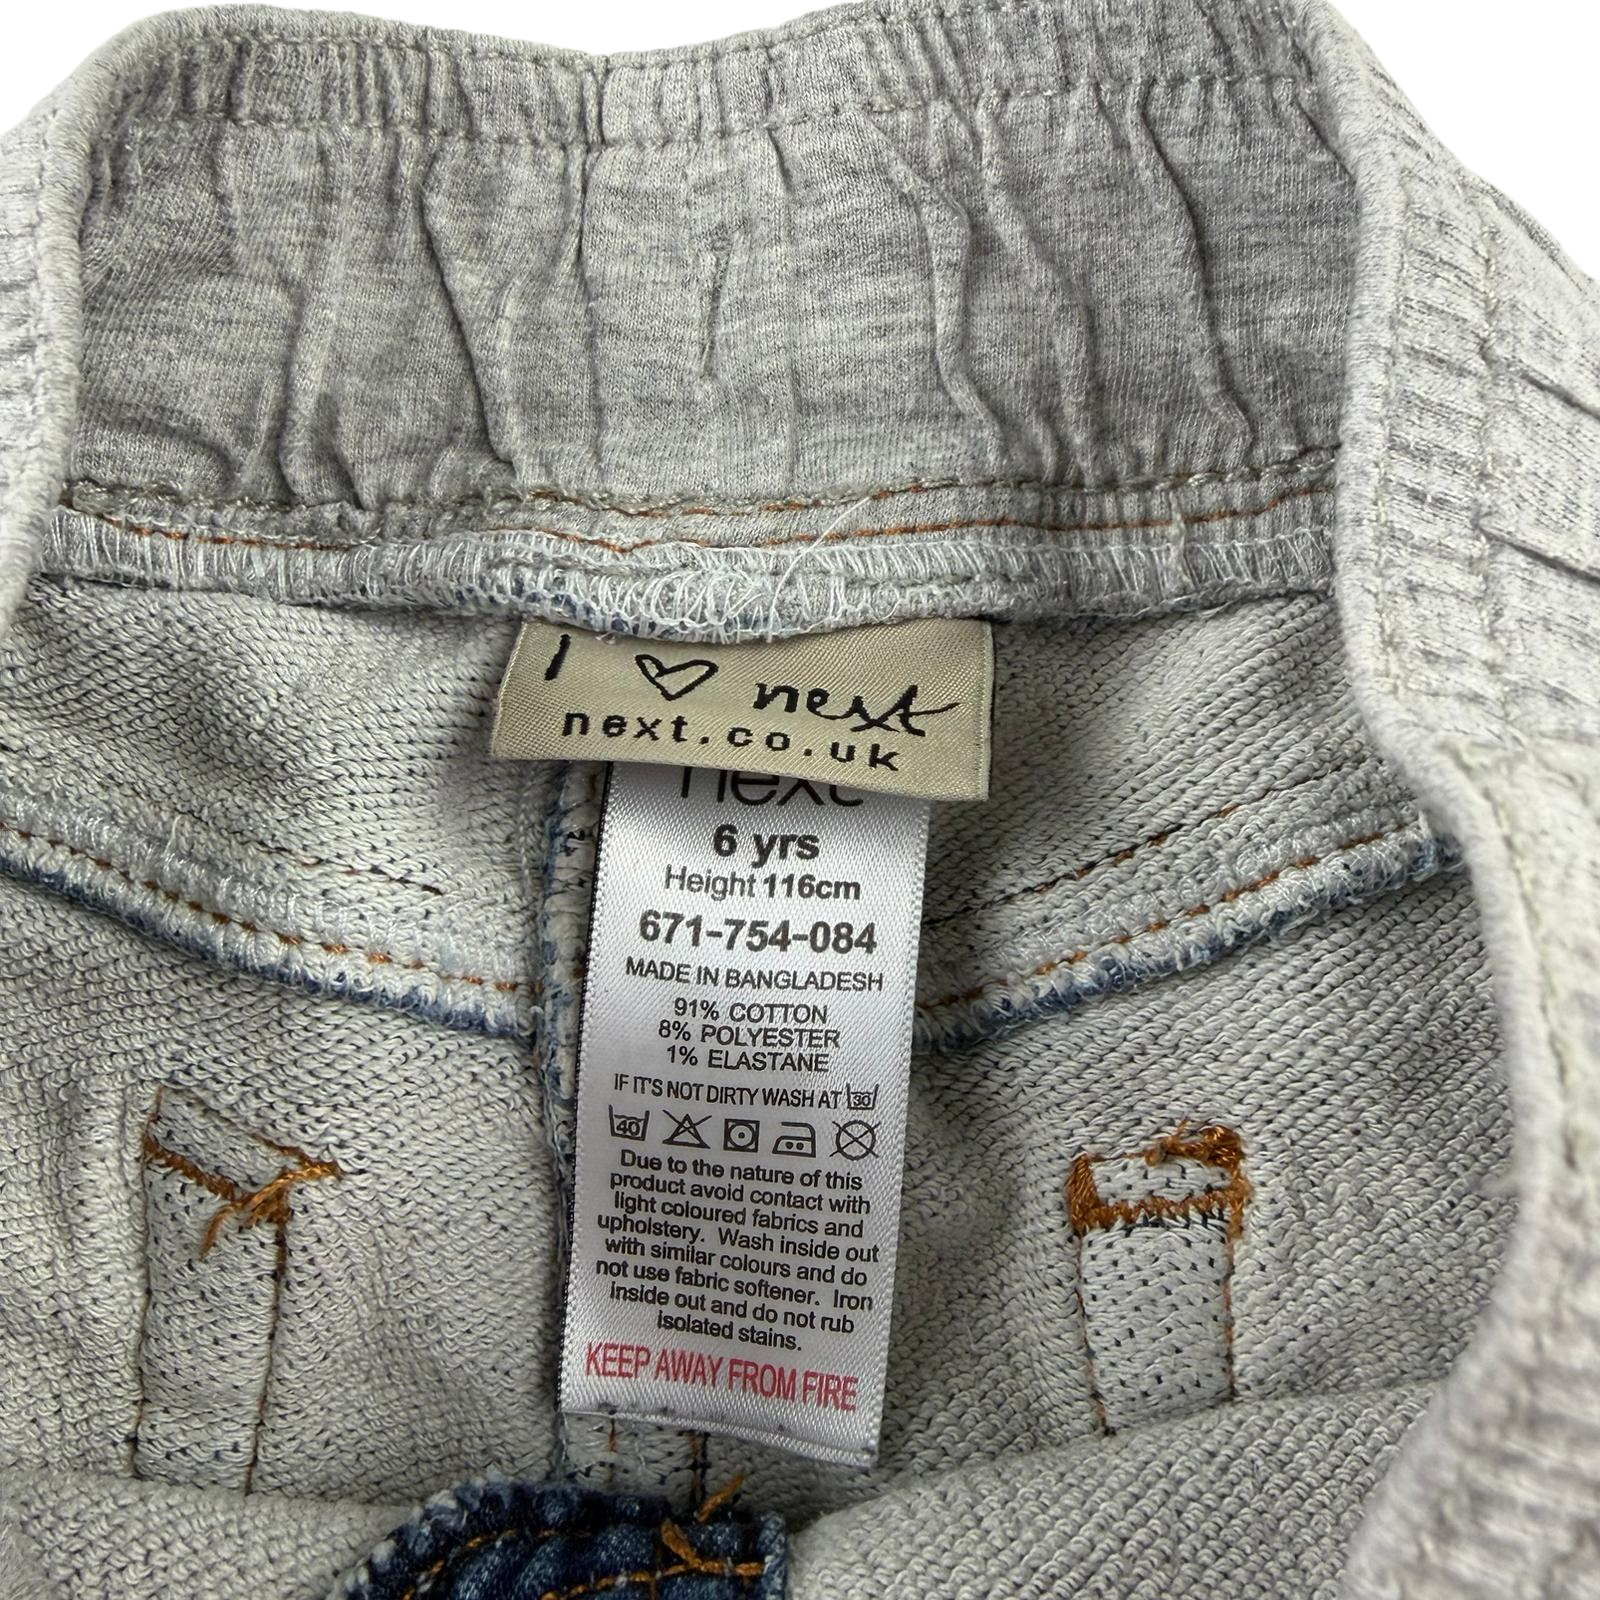 I ♡ next
next.co.uk
next
6 yrs
Height 116cm
671-754-084
MADE IN BANGLADESH
91% COTTON
8% POLYESTER
1% ELASTANE
IF IT'S NOT DIRTY WASH AT 30
40
Due to the nature of this
product avoid contact with
light coloured fabrics and
upholstery. Wash inside out
with similar colours and do
not use fabric softener. Iron
inside out and do not rub
isolated stains.
KEEP AWAY FROM FIRE